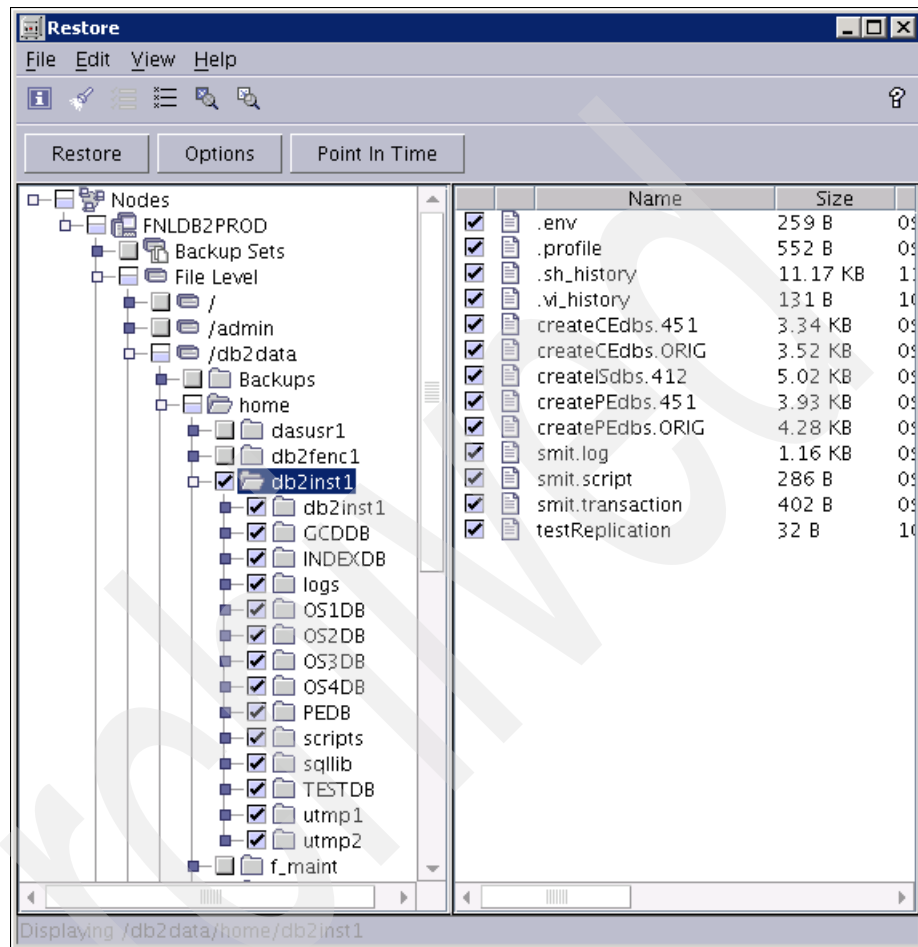 Restore
File Edit View Help
Restore Options Point In Time
Nodes
FNLDB2PROD
Backup Sets
File Level
/
/admin
/db2data
Backups
home
dasusr1
db2fenc1
db2inst1
db2inst1
GCDDB
INDEXDB
logs
OS1DB
OS2DB
OS3DB
OS4DB
PEDB
scripts
sqllib
TESTDB
utmp1
utmp2
f_maint
Name Size
.env 259 B
.profile 552 B
.sh_history 11.17 KB
.vi_history 131 B
createCEdbs.451 3.34 KB
createCEdbs.ORIG 3.52 KB
createISdbs.412 5.02 KB
createPEdbs.451 3.93 KB
createPEdbs.ORIG 4.28 KB
smit.log 1.16 KB
smit.script 286 B
smit.transaction 402 B
testReplication 32 B
Displaying /db2data/home/db2inst1